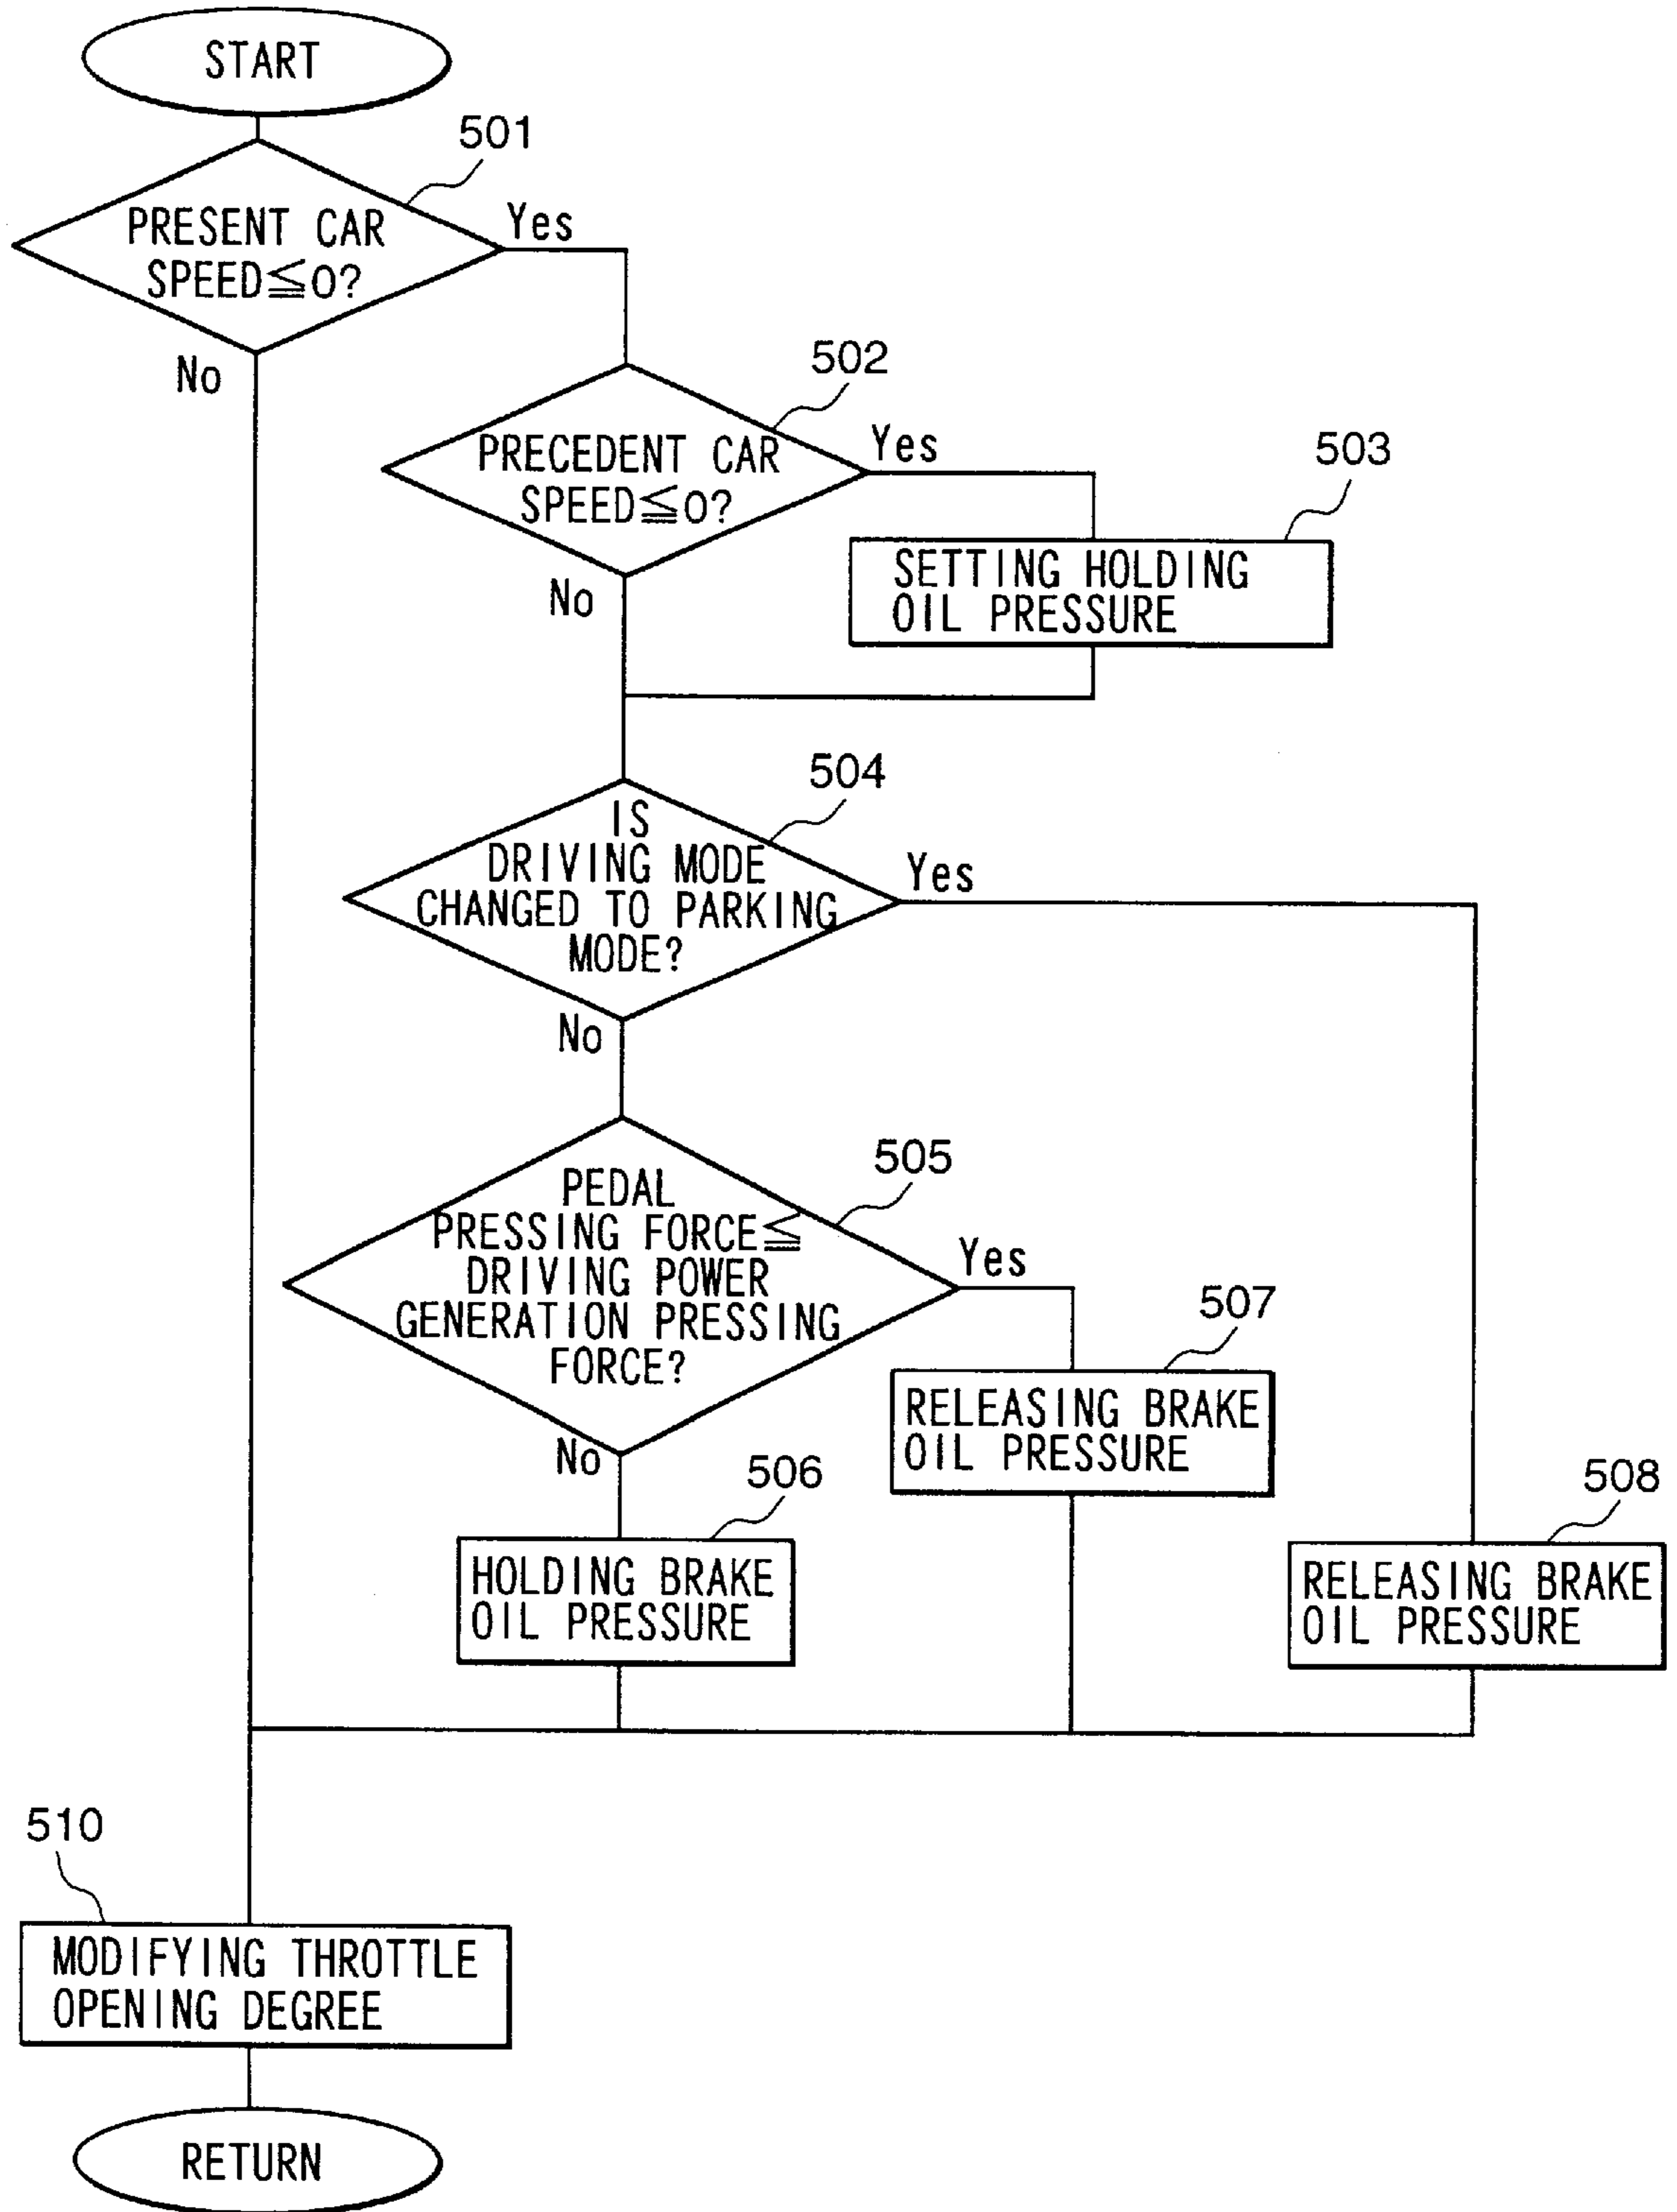 START
501
PRESENT CAR
SPEED≦0?
Yes
No
502
PRECEDENT CAR
SPEED≦0?
Yes
No
503
SETTING HOLDING
OIL PRESSURE
504
IS
DRIVING MODE
CHANGED TO PARKING
MODE?
Yes
No
505
PEDAL
PRESSING FORCE≦
DRIVING POWER
GENERATION PRESSING
FORCE?
Yes
No
507
RELEASING BRAKE
OIL PRESSURE
506
HOLDING BRAKE
OIL PRESSURE
508
RELEASING BRAKE
OIL PRESSURE
510
MODIFYING THROTTLE
OPENING DEGREE
RETURN